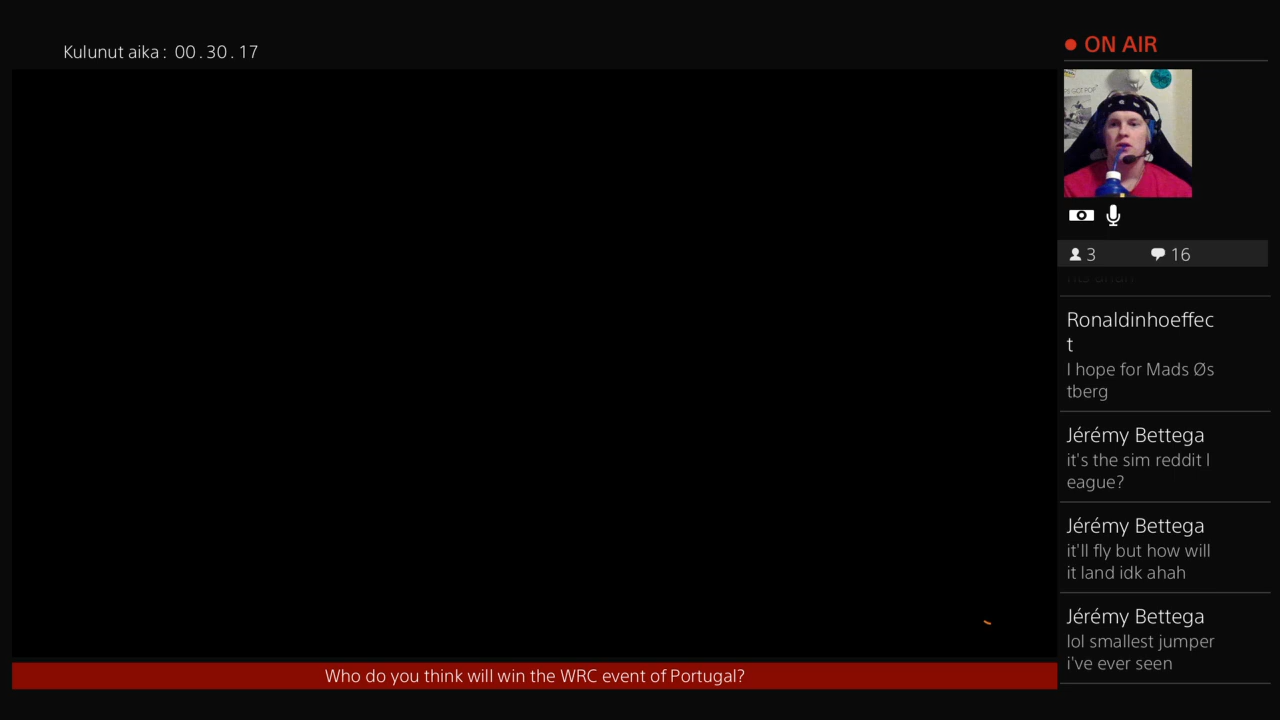 Kulunut aika : 00 . 30 . 17
ON AIR
3
16
Ronaldinhoeffec
t
I hope for Mads Øs
tberg
Jérémy Bettega
it's the sim reddit l
eague?
Jérémy Bettega
it'll fly but how will
it land idk ahah
Jérémy Bettega
lol smallest jumper
i've ever seen
Who do you think will win the WRC event of Portugal?